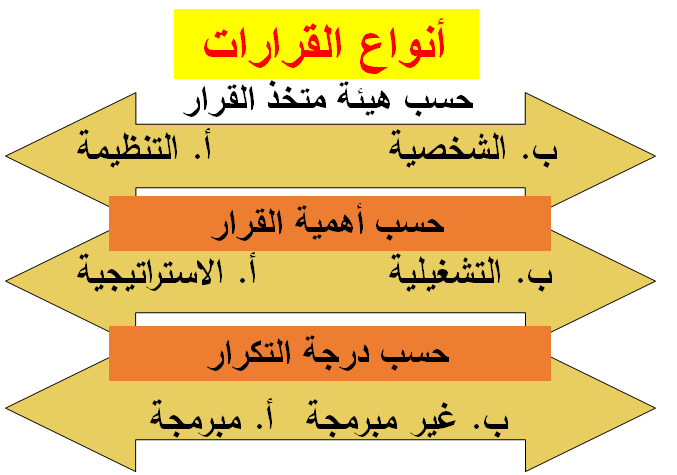 أنواع القرارات
حسب هيئة متخذ القرار
ب. الشخصية أ. التنظيمة
حسب أهمية القرار
ب. التشغيلية أ. الاستراتيجية
حسب درجة التكرار
ب. غير مبرمجة أ. مبرمجة